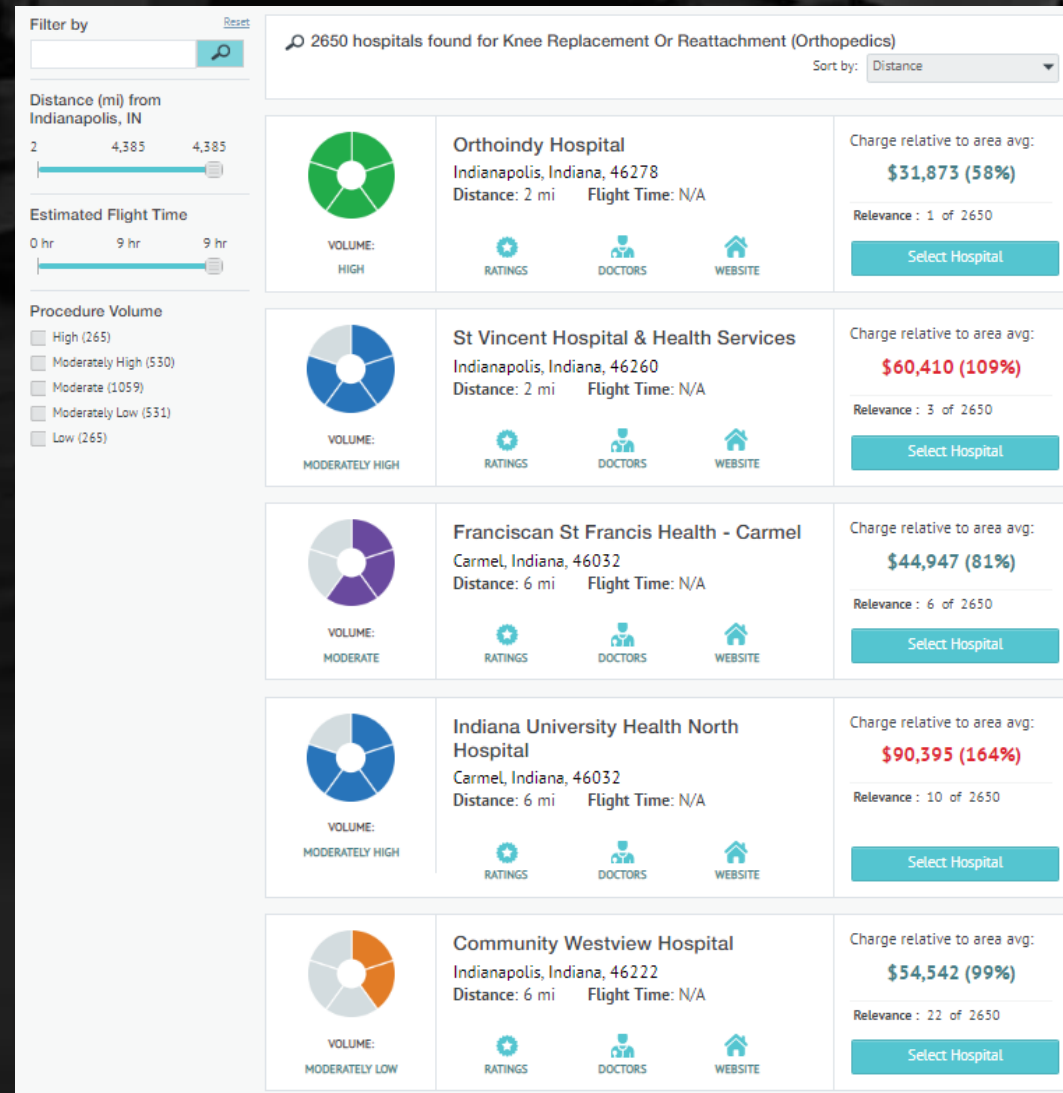 Filter by
Reset
Distance (mi) from
Indianapolis, IN
2 4,385 4,385
Estimated Flight Time
0 hr 9 hr 9 hr
Procedure Volume
High (265)
Moderately High (530)
Moderate (1059)
Moderately Low (531)
Low (265)
2650 hospitals found for Knee Replacement Or Reattachment (Orthopedics)
Sort by: Distance
VOLUME:
HIGH
Orthoindy Hospital
Indianapolis, Indiana, 46278
Distance: 2 mi Flight Time: N/A
RATINGS DOCTORS WEBSITE
Charge relative to area avg:
$31,873 (58%)
Relevance : 1 of 2650
Select Hospital
VOLUME:
MODERATELY HIGH
St Vincent Hospital & Health Services
Indianapolis, Indiana, 46260
Distance: 2 mi Flight Time: N/A
RATINGS DOCTORS WEBSITE
Charge relative to area avg:
$60,410 (109%)
Relevance : 3 of 2650
Select Hospital
VOLUME:
MODERATE
Franciscan St Francis Health - Carmel
Carmel, Indiana, 46032
Distance: 6 mi Flight Time: N/A
RATINGS DOCTORS WEBSITE
Charge relative to area avg:
$44,947 (81%)
Relevance : 6 of 2650
Select Hospital
VOLUME:
MODERATELY HIGH
Indiana University Health North
Hospital
Carmel, Indiana, 46032
Distance: 6 mi Flight Time: N/A
RATINGS DOCTORS WEBSITE
Charge relative to area avg:
$90,395 (164%)
Relevance : 10 of 2650
Select Hospital
VOLUME:
MODERATELY LOW
Community Westview Hospital
Indianapolis, Indiana, 46222
Distance: 6 mi Flight Time: N/A
RATINGS DOCTORS WEBSITE
Charge relative to area avg:
$54,542 (99%)
Relevance : 22 of 2650
Select Hospital